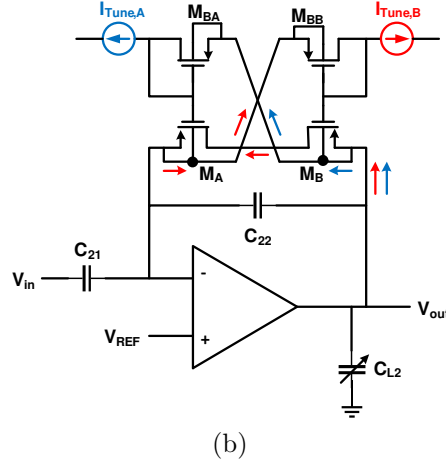 I_Tune,A
M_BA
M_BB
I_Tune,B
M_A
M_B
C_22
C_21
V_in
-
V_REF
+
V_out
C_L2
(b)